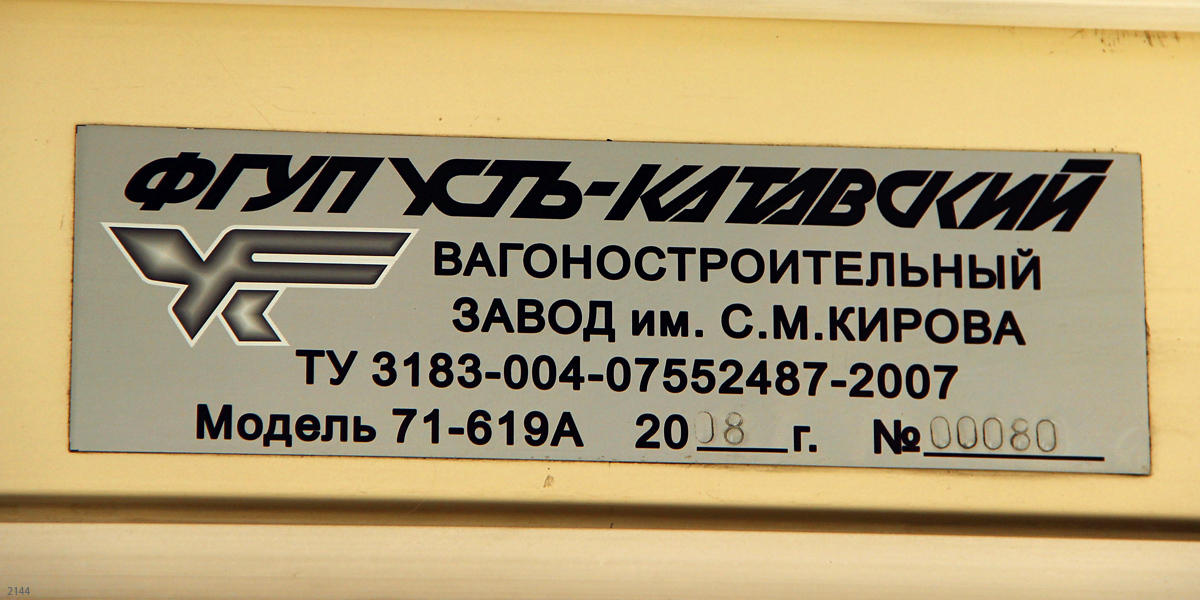 ФГУП УСТЬ-КАТАВСКИЙ
ВАГОНОСТРОИТЕЛЬНЫЙ
ЗАВОД им. С.М.КИРОВА
ТУ 3183-004-07552487-2007
Модель 71-619А 2008 г. №00080
2144